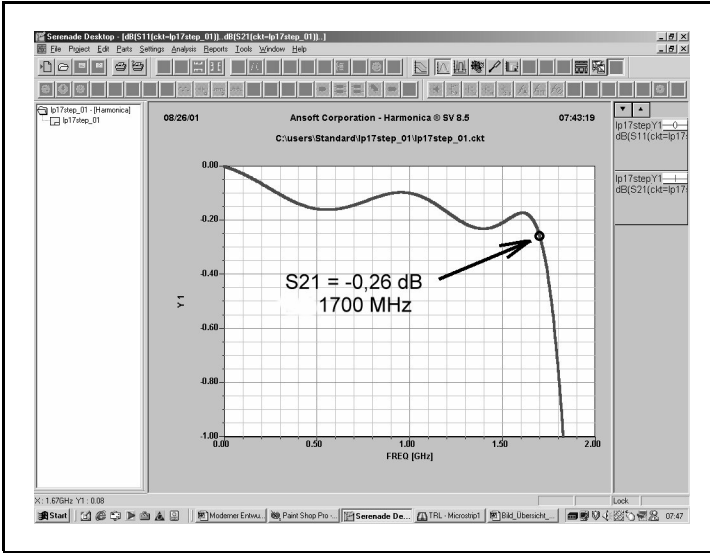 Serenade Desktop - [dB(S11(ckt=lp17step_01))..dB(S21(ckt=lp17step_01))..]
File Project Edit Parts Settings Analysis Reports Tools Window Help
lp17step_01 - [Harmonica]
lp17step_01
08/26/01 Ansoft Corporation - Harmonica ® SV 8.5 07:43:19
C:\users\Standard\lp17step_01\lp17step_01.ckt
lp17stepY1
dB(S11(ckt=lp17s
lp17stepY1
dB(S21(ckt=lp17s
0.00
-0.20
-0.40
-0.60
-0.80
-1.00
Y 1
S21 = -0,26 dB
1700 MHz
0.00 0.50 1.00 1.50 2.00
FREQ [GHz]
X: 1.67GHz Y1 : 0.08 Lock
Start Moderner Entwu... Paint Shop Pro -... Serenade De... TRL - Microstrip1 Bild_Übersicht_... 07:47